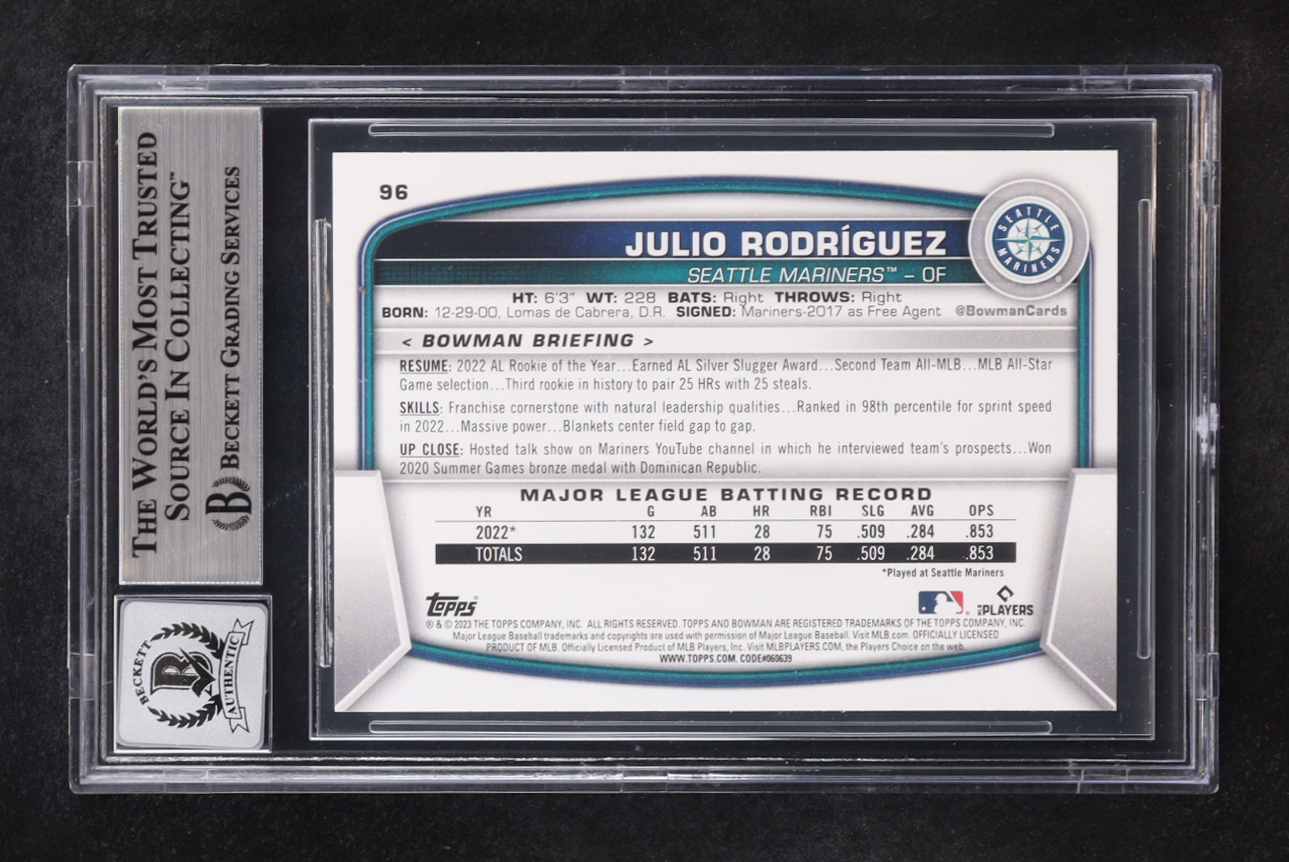 THE WORLD'S MOST TRUSTED
SOURCE IN COLLECTING™
BECKETT GRADING SERVICES
B
BECKETT
B
AUTHENTIC
96
JULIO RODRÍGUEZ
SEATTLE MARINERS™ – OF
SEATTLE
MARINERS
HT: 6'3" WT: 228 BATS: Right THROWS: Right
BORN: 12-29-00, Lomas de Cabrera, D.R. SIGNED: Mariners-2017 as Free Agent @BowmanCards
< BOWMAN BRIEFING >
RESUME: 2022 AL Rookie of the Year...Earned AL Silver Slugger Award...Second Team All-MLB...MLB All-Star
Game selection...Third rookie in history to pair 25 HRs with 25 steals.
SKILLS: Franchise cornerstone with natural leadership qualities...Ranked in 98th percentile for sprint speed
in 2022...Massive power...Blankets center field gap to gap.
UP CLOSE: Hosted talk show on Mariners YouTube channel in which he interviewed team's prospects...Won
2020 Summer Games bronze medal with Dominican Republic.
MAJOR LEAGUE BATTING RECORD
YR G AB HR RBI SLG AVG OPS
2022* 132 511 28 75 .509 .284 .853
TOTALS 132 511 28 75 .509 .284 .853
*Played at Seattle Mariners
Topps®
MLB PLAYERS
® & © 2023 THE TOPPS COMPANY, INC. ALL RIGHTS RESERVED. TOPPS AND BOWMAN ARE REGISTERED TRADEMARKS OF THE TOPPS COMPANY, INC.
Major League Baseball trademarks and copyrights are used with permission of Major League Baseball. Visit MLB.com. OFFICIALLY LICENSED
PRODUCT OF MLB. Officially Licensed Product of MLB Players, Inc. Visit MLBPLAYERS.COM, the Players Choice on the web.
WWW.TOPPS.COM. CODE#060639